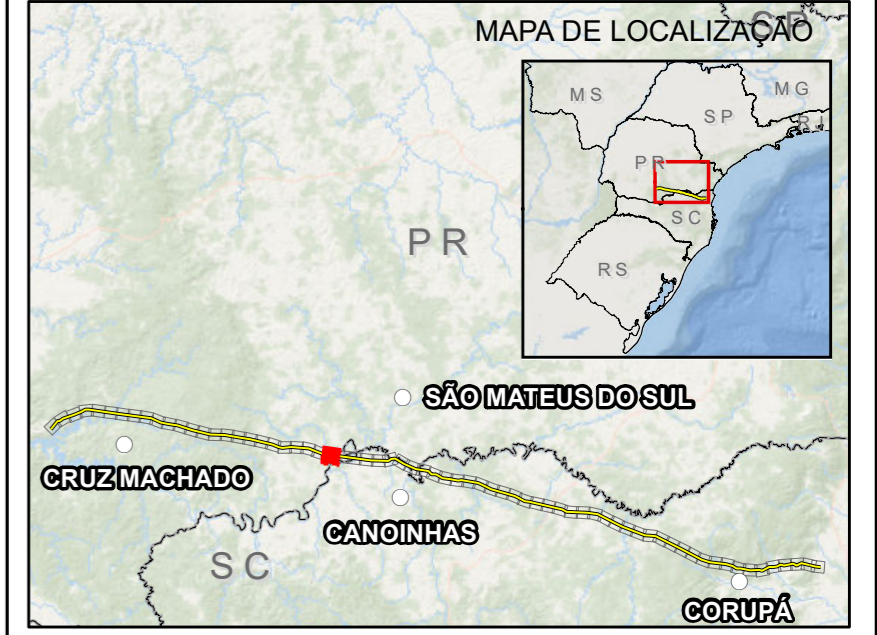 MAPA DE LOCALIZAÇÃO
MS
MG
SP
RJ
PR
SC
RS
PR
SÃO MATEUS DO SUL
CRUZ MACHADO
CANOINHAS
SC
CORUPÁ